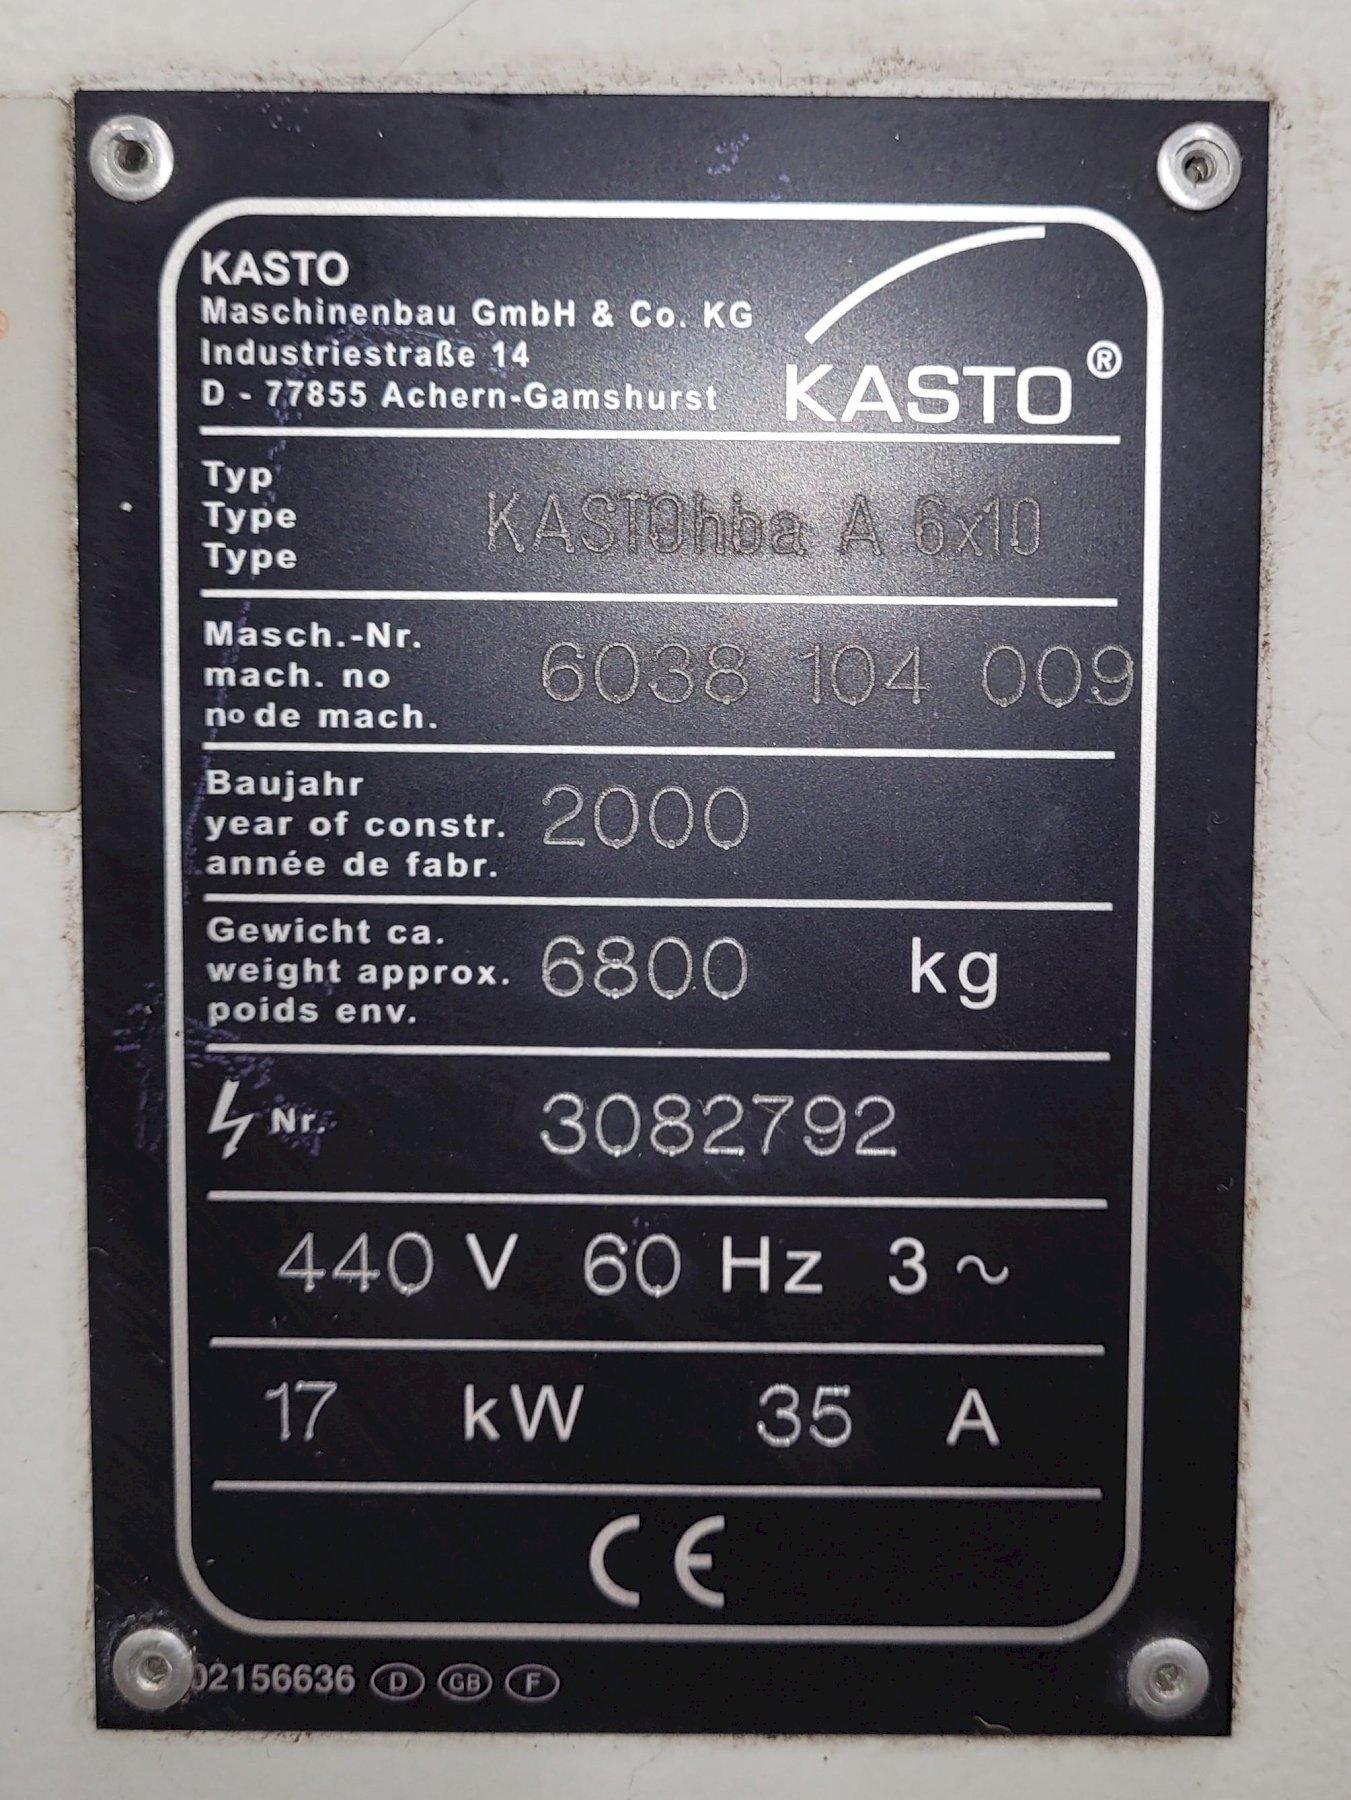 KASTO
Maschinenbau GmbH & Co. KG
Industriestraße 14
D - 77855 Achern-Gamshurst
KASTO®
Typ
Type
Type
KASTOhba A 6x10
Masch.-Nr.
mach. no
no de mach.
6038 104 009
Baujahr
year of constr.
année de fabr.
2000
Gewicht ca.
weight approx.
poids env.
6800 kg
Nr. 3082792
440 V 60 Hz 3 ~
17 kW 35 A
CE
02156636 D GB F